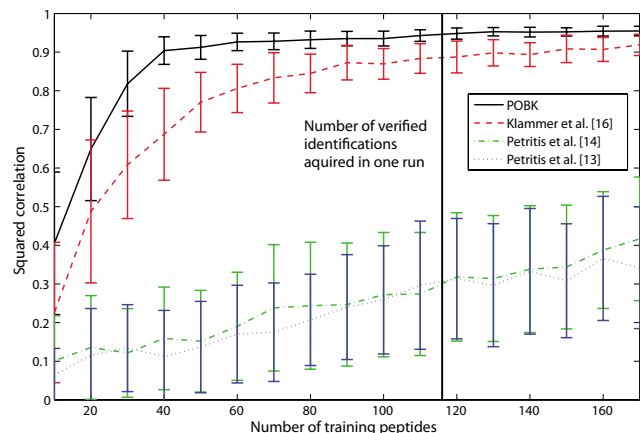 1
0.9
0.8
0.7
0.6
0.5
0.4
0.3
0.2
0.1
0
Squared correlation
Number of verified
identifications
aquired in one run
POBK
Klammer et al. [16]
Petritis et al. [14]
Petritis et al. [13]
20 40 60 80 100 120 140 160
Number of training peptides